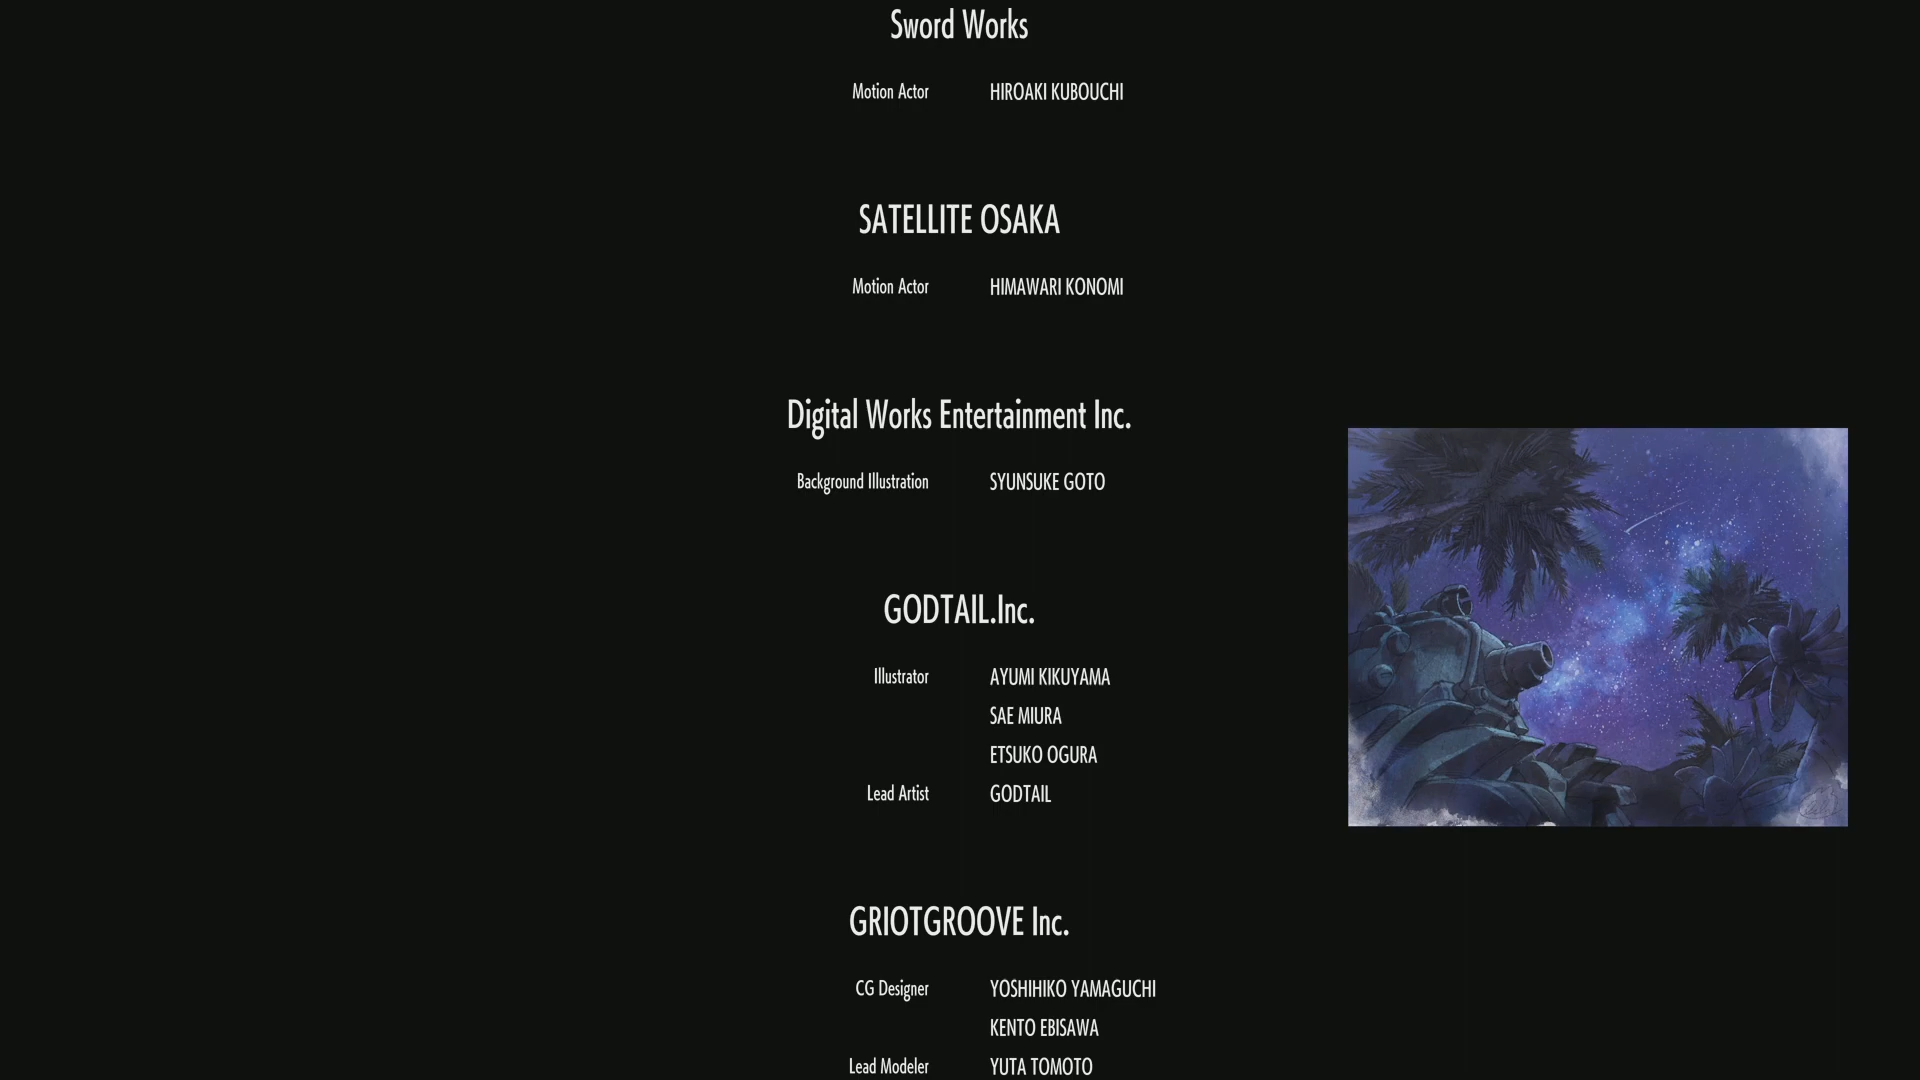 Sword Works
Motion Actor HIROAKI KUBOUCHI
SATELLITE OSAKA
Motion Actor HIMAWARI KONOMI
Digital Works Entertainment Inc.
Background Illustration SYUNSUKE GOTO
GODTAIL.Inc.
Illustrator AYUMI KIKUYAMA
SAE MIURA
ETSUKO OGURA
Lead Artist GODTAIL
GRIOTGROOVE Inc.
CG Designer YOSHIHIKO YAMAGUCHI
KENTO EBISAWA
Lead Modeler YUTA TOMOTO